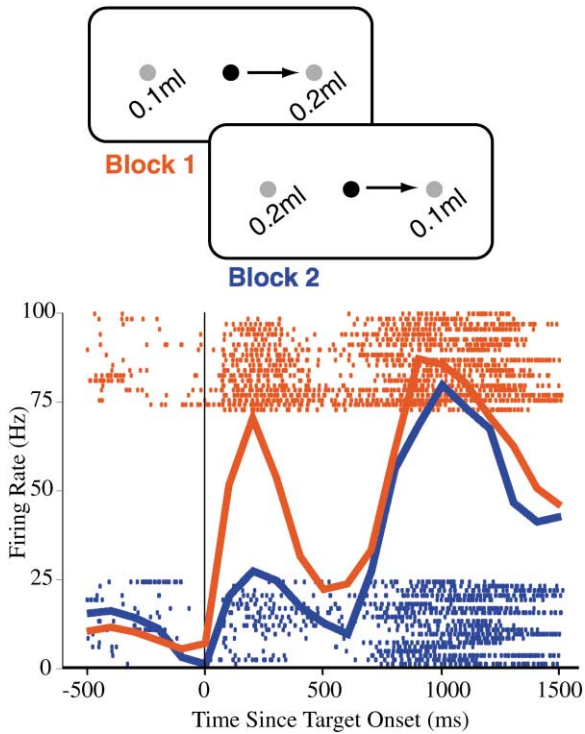 0.1ml
0.2ml
Block 1
0.2ml
0.1ml
Block 2
100
75
50
25
0
Firing Rate (Hz)
-500
0
500
1000
1500
Time Since Target Onset (ms)